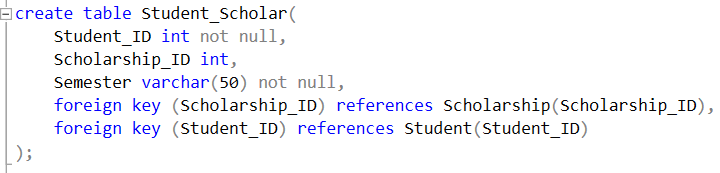 create table Student_Scholar(
Student_ID int not null,
Scholarship_ID int,
Semester varchar(50) not null,
foreign key (Scholarship_ID) references Scholarship(Scholarship_ID),
foreign key (Student_ID) references Student(Student_ID)
);